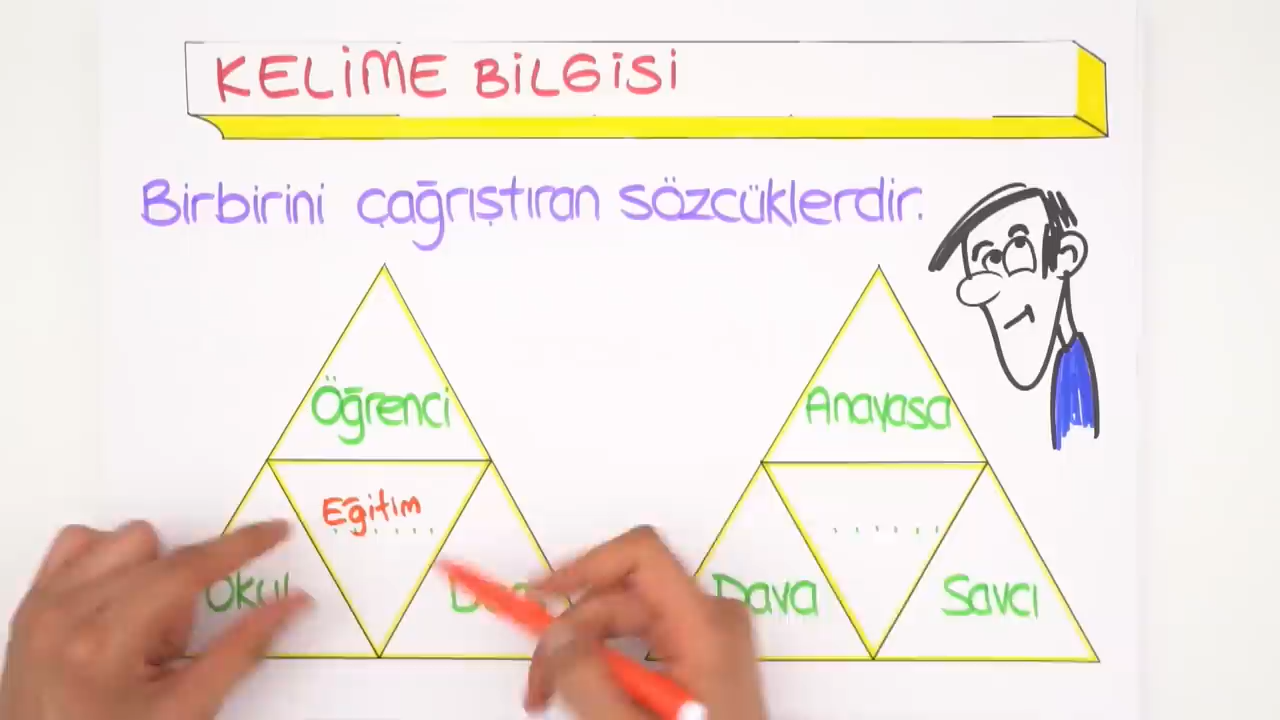 KELİME BİLGİSİ
Birbirini çağrıştıran sözcüklerdir.
Öğrenci
Anayasa
Eğitim
Okul
Dava
Savcı